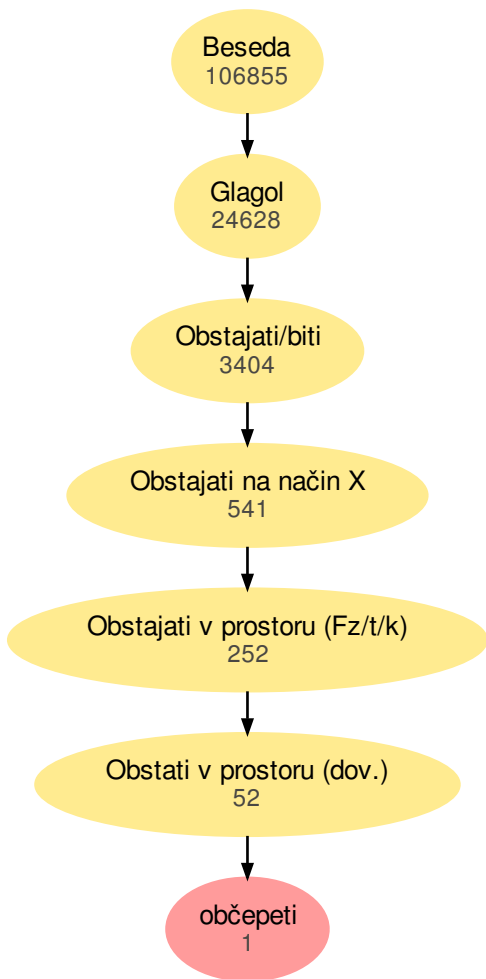 Beseda
106855
Glagol
24628
Obstajati/biti
3404
Obstajati na način X
541
Obstajati v prostoru (Fz/t/k)
252
Obstati v prostoru (dov.)
52
občepeti
1